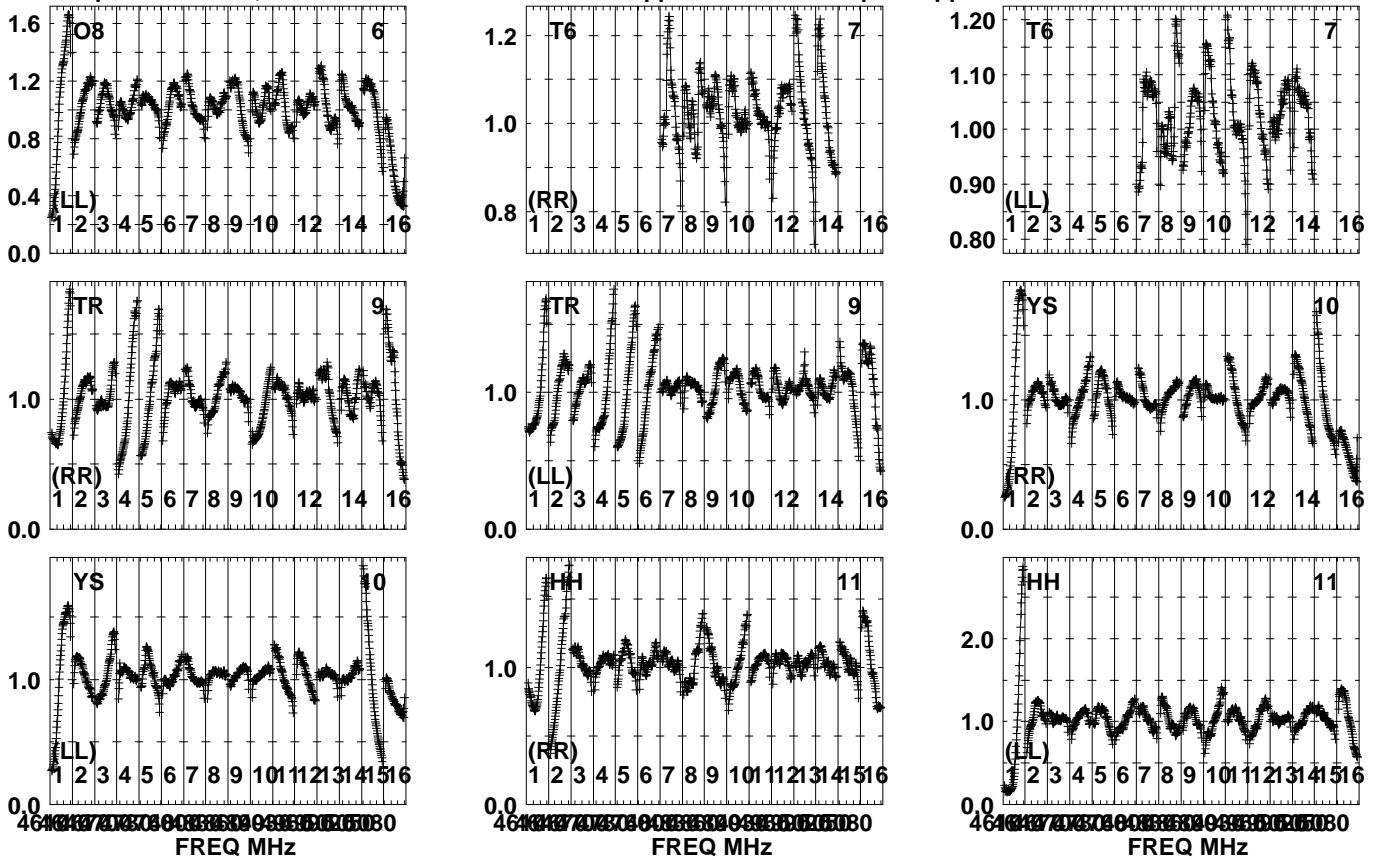 1.6
O8 6
1.2
0.8
0.4
(LL)
1 2 3 4 5 6 7 8 9 10 12 14 16
0.0
T6 7
1.2
1.0
0.8
(RR)
1 2 3 4 5 6 7 8 9 10 12 14 16
1.20
T6 7
1.10
1.00
0.90
(LL)
1 2 3 4 5 6 7 8 10 12 14 16
0.80
TR 9
1.0
(RR)
1 2 3 4 5 6 7 8 9 10 12 14 16
0.0
TR 9
1.0
(LL)
1 2 3 4 5 6 7 8 9 10 12 14 16
0.0
YS 10
1.0
(RR)
1 2 3 4 5 6 7 8 9 10 12 14 16
0.0
YS 10
1.0
(LL)
1 2 3 4 5 6 7 8 9 10 11 12 13 14 15 16
0.0
FREQ MHz
HH 11
1.0
(RR)
1 2 3 4 5 6 7 8 9 10 11 12 13 14 15 16
0.0
FREQ MHz
HH 11
2.0
1.0
(LL)
1 2 3 4 5 6 7 8 9 10 11 12 13 14 15 16
0.0
FREQ MHz